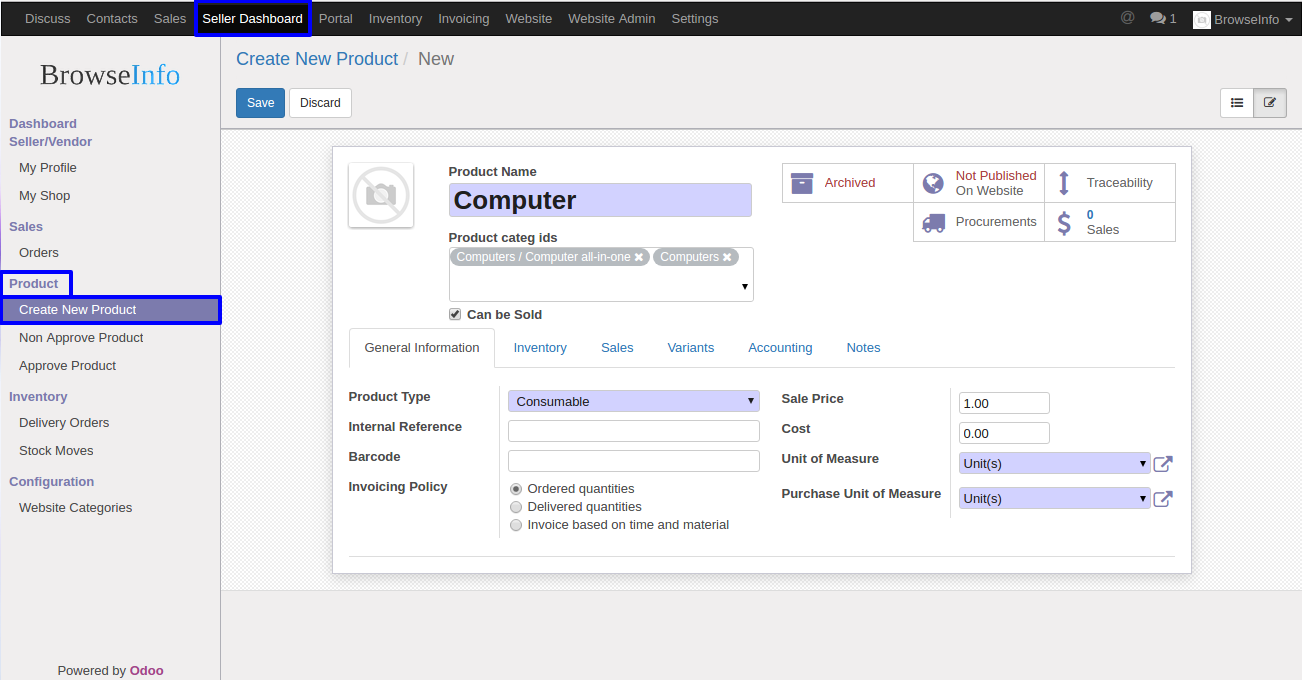 Discuss Contacts Sales Seller Dashboard Portal Inventory Invoicing Website Website Admin Settings @ 1 BrowseInfo
BrowseInfo
Dashboard
Seller/Vendor
My Profile
My Shop
Sales
Orders
Product
Create New Product
Non Approve Product
Approve Product
Inventory
Delivery Orders
Stock Moves
Configuration
Website Categories
Powered by Odoo
Create New Product / New
Save Discard
Product Name
Computer
Product categ ids
Computers / Computer all-in-one Computers
Can be Sold
Archived
Not Published
On Website
Traceability
Procurements
0
Sales
General Information Inventory Sales Variants Accounting Notes
Product Type Consumable
Internal Reference
Barcode
Invoicing Policy Ordered quantities
Delivered quantities
Invoice based on time and material
Sale Price 1.00
Cost 0.00
Unit of Measure Unit(s)
Purchase Unit of Measure Unit(s)